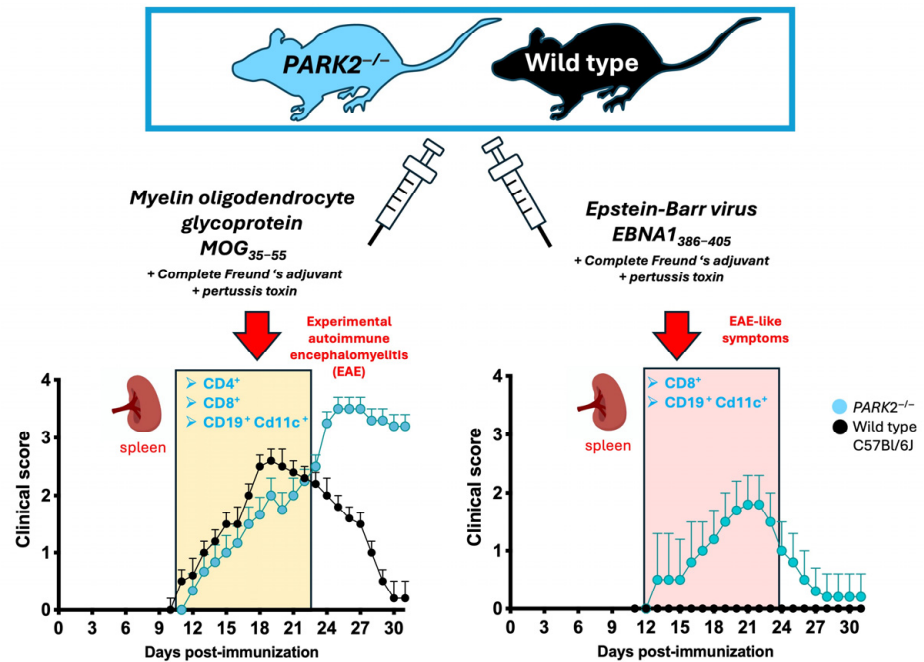 PARK2−/−
Wild type
Myelin oligodendrocyte
glycoprotein
MOG35–55
+ Complete Freund 's adjuvant
+ pertussis toxin
Epstein-Barr virus
EBNA1386–405
+ Complete Freund 's adjuvant
+ pertussis toxin
Experimental
autoimmune
encephalomyelitis
(EAE)
EAE-like
symptoms
➢ CD4+
➢ CD8+
➢ CD19+ Cd11c+
spleen
Clinical score
4
3
2
1
0
0 3 6 9 12 15 18 21 24 27 30
Days post-immunization
➢ CD8+
➢ CD19+ Cd11c+
spleen
Clinical score
4
3
2
1
0
0 3 6 9 12 15 18 21 24 27 30
Days post-immunization
PARK2−/−
Wild type
C57Bl/6J